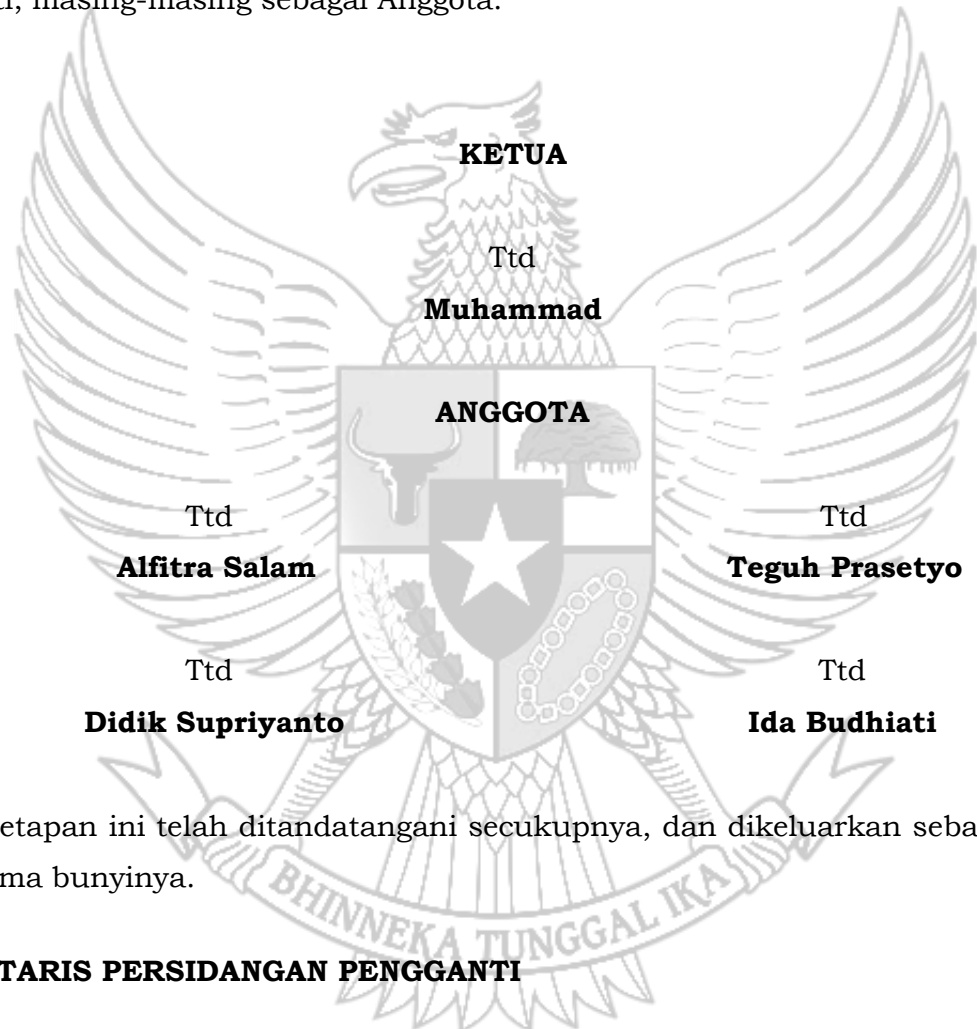 masing-masing sebagai Anggota.
KETUA
Ttd
Muhammad
ANGGOTA
Ttd Ttd
Alfitra Salam Teguh Prasetyo
Ttd Ttd
Didik Supriyanto Ida Budhiati
etapan ini telah ditandatangani secukupnya, dan dikeluarkan seba
ma bunyinya.
BHINNEKA TUNGGAL IKA
TARIS PERSIDANGAN PENGGANTI